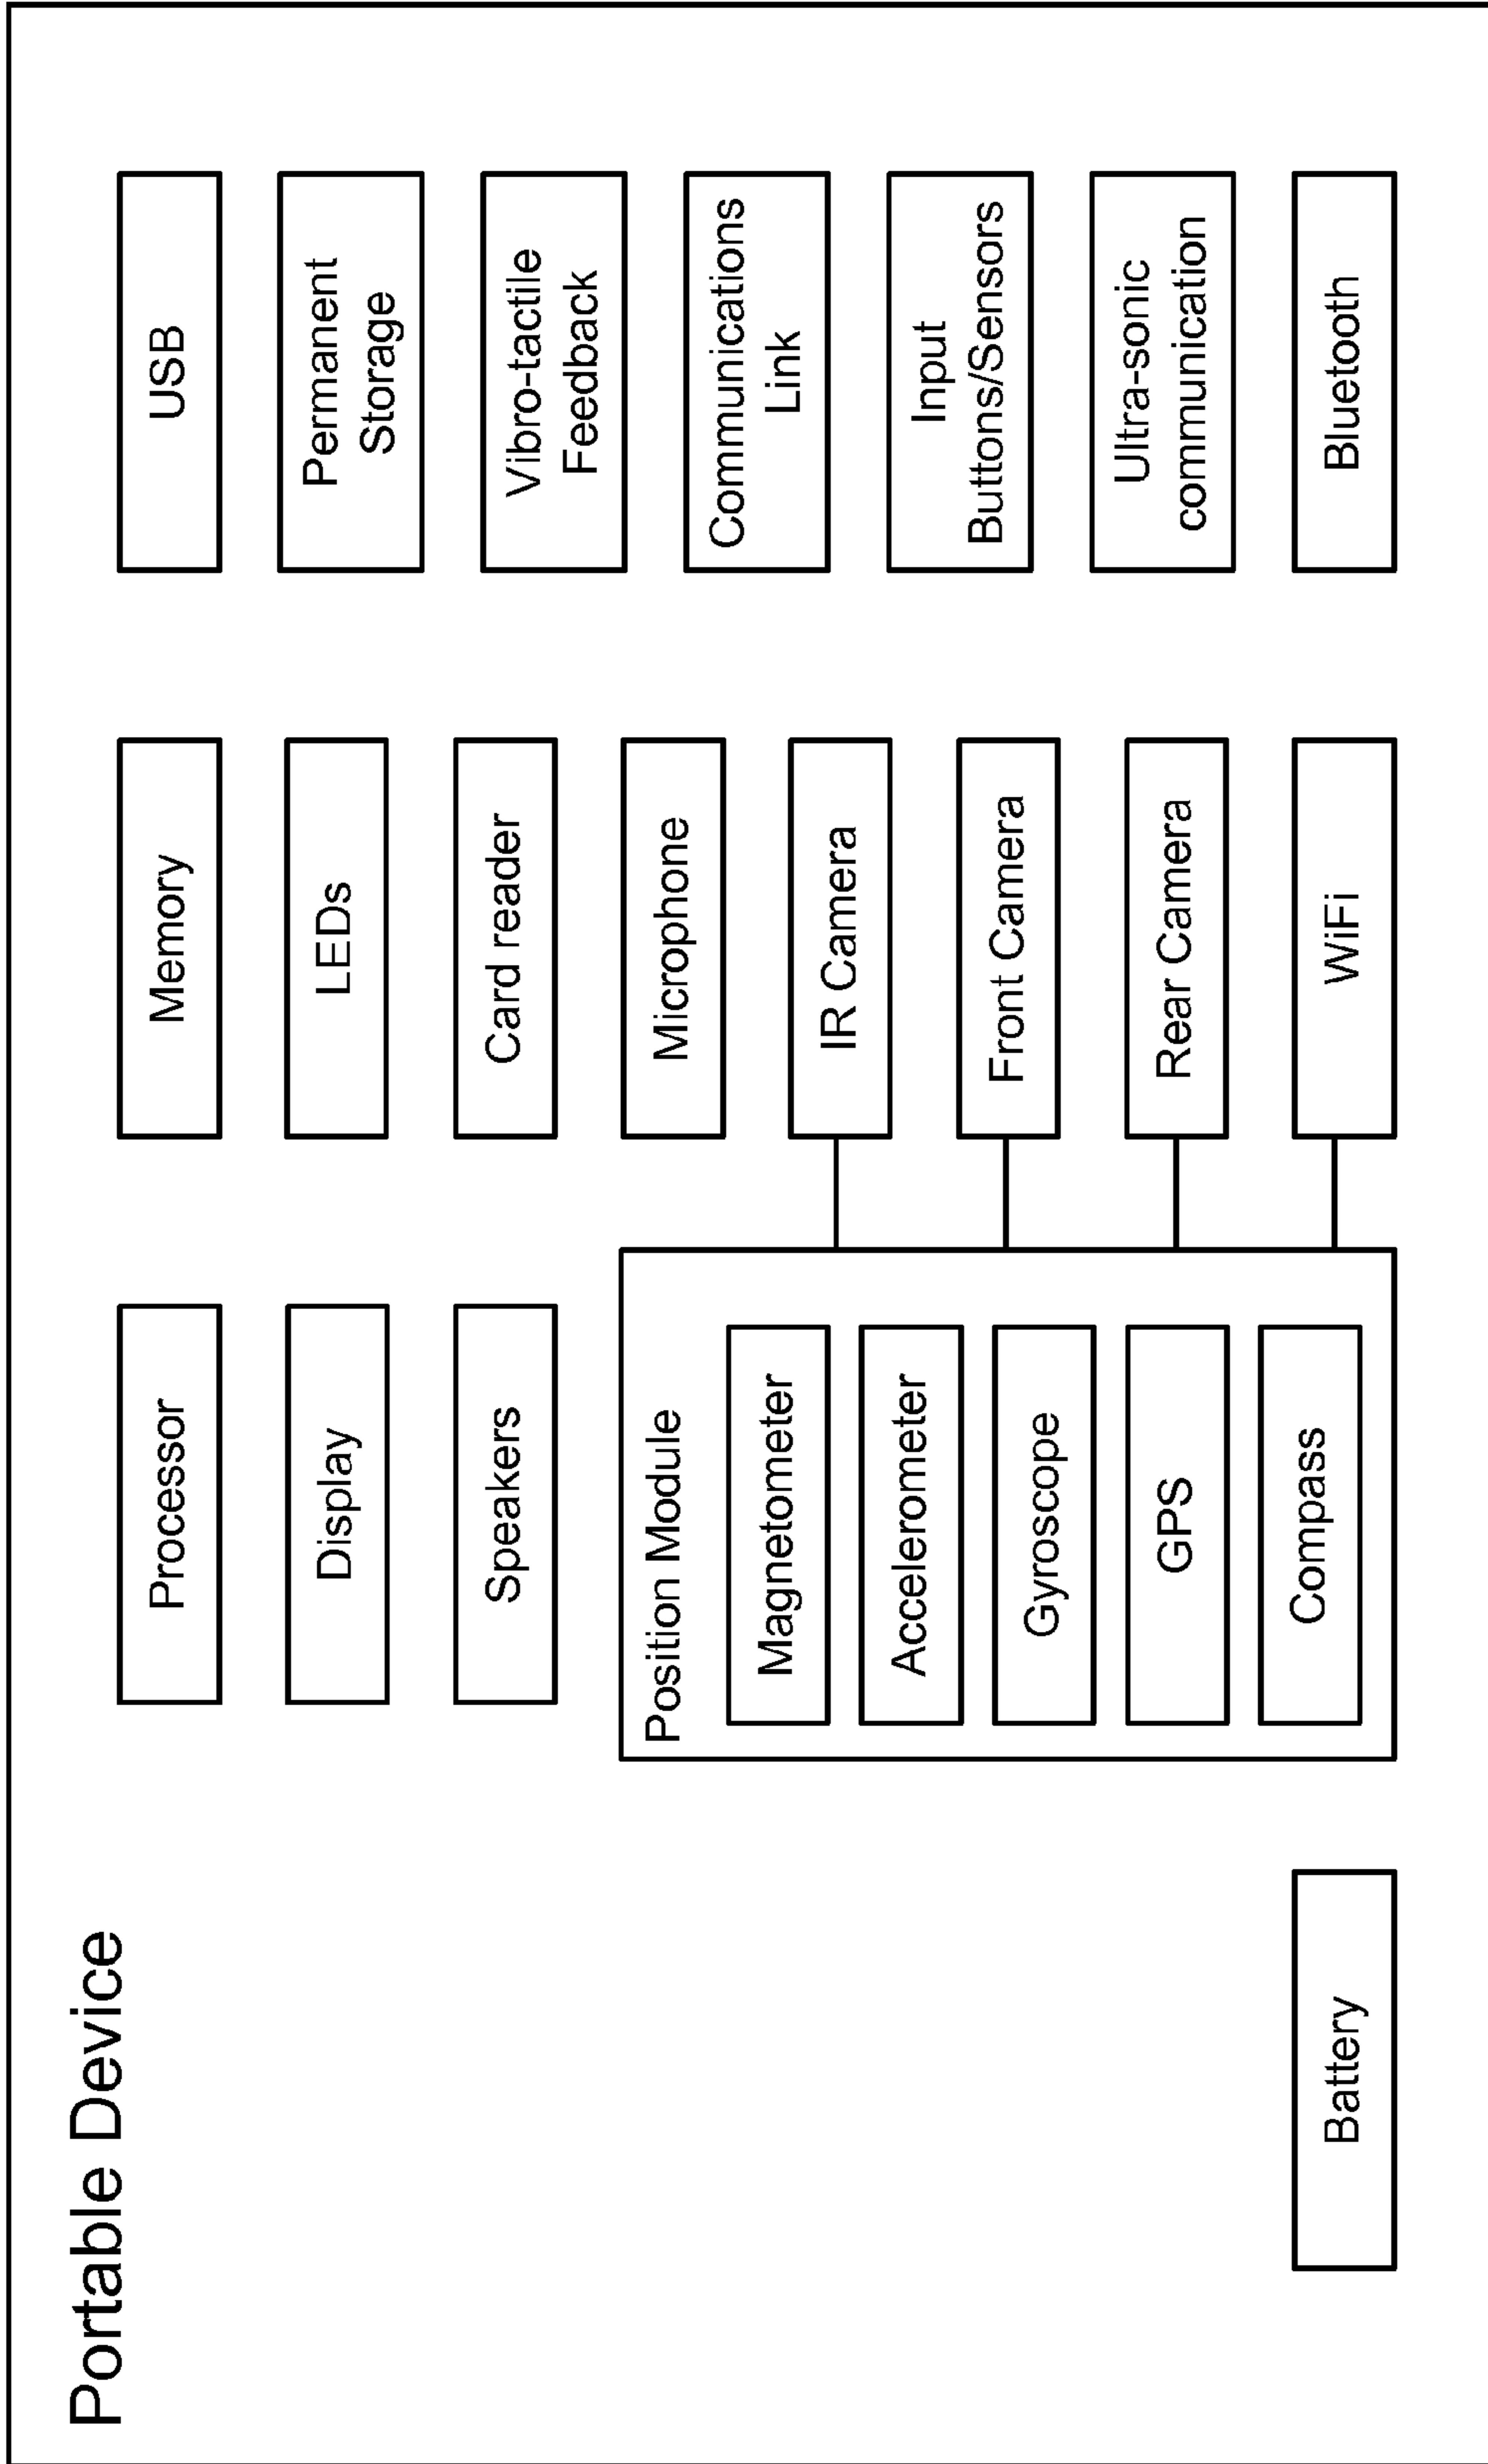 Portable Device
Processor
Display
Speakers
Position Module
Magnetometer
Accelerometer
Gyroscope
GPS
Compass
Battery
Memory
LEDs
Card reader
Microphone
IR Camera
Front Camera
Rear Camera
WiFi
USB
Permanent
Storage
Vibro-tactile
Feedback
Communications
Link
Input
Buttons/Sensors
Ultra-sonic
communication
Bluetooth